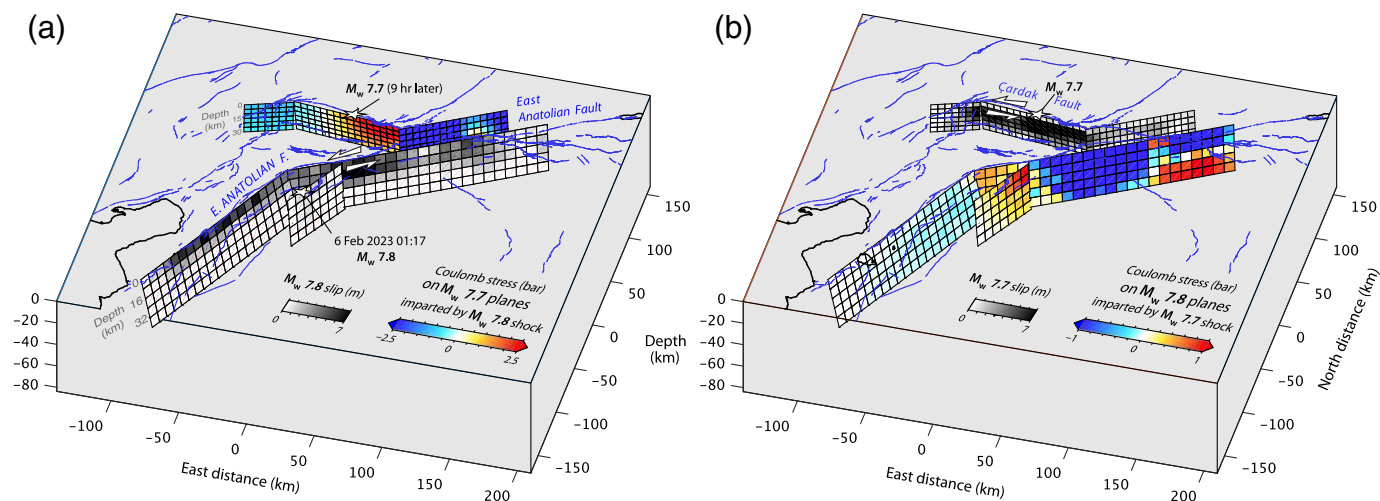 (a)
0
Depth 15
(km) 30
Mw 7.7 (9 hr later)
East
Anatolian Fault
E. ANATOLIAN F.
6 Feb 2023 01:17
Mw 7.8
0
Depth 16
(km) 32
Mw 7.8 slip (m)
0 7
Coulomb stress (bar)
on Mw 7.7 planes
imparted by Mw 7.8 shock
-2.5 0 2.5
0
-20
-40
-60
-80
-100
-50
0
50
100
150
200
East distance (km)
150
100
50
0
-50
-100
-150
Depth
(km)
(b)
Mw 7.7
Çardak Fault
Mw 7.7 slip (m)
0 7
Coulomb stress (bar)
on Mw 7.8 planes
imparted by Mw 7.7 shock
-1 0 1
0
-20
-40
-60
-80
-100
-50
0
50
100
150
200
East distance (km)
150
100
50
0
-50
-100
-150
North distance (km)